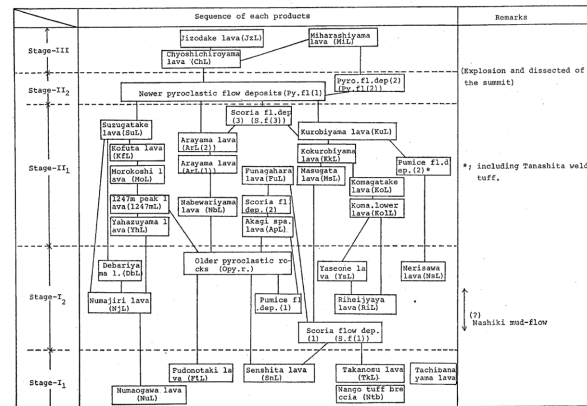 Sequence of each products
Remarks
Stage-III
Jizodake lava(JzL)
Miharashiyama
lava (MiL)
Chyoshichiroyama
lava (ChL)
Stage-II2
Newer pyroclastic flow deposits(Py.fl(1)
Pyro.fl.dep(2)
(Py.fl(2))
(Explosion and dissected of
the summit)
Stage-II1
Suzugatake
lava(SuL)
Kofuta lava
(KfL)
Morokoshi l
ava (MoL)
1247m peak l
ava(1247mL)
Yahazuyama l
ava(YhL)
Arayama lava
(ArL(2))
Arayama lava
(ArL(1))
Nabewariyama
lava(NbL)
Scoria fl.dep
(3) (S.f(3))
Funagahara
lava(FuL)
Scoria fl
dep.(2)
Akagi spa.
lava(ApL)
Kurobiyama lava(KuL)
Kokurobiyama
lava(KkL)
Masugata
lava(MsL)
Komagatake
lava(KoL)
Koma.lower
lava(KolL)
Pumice fl.d
ep.(2)*
*; including Tanashita weld
tuff.
Stage-I2
Debariya
ma l.(DbL)
Numajiri lava
(NjL)
Older pyroclastic ro-
cks (Opy.r.)
Pumice fl
.dep.(1)
Yaseone la
va (YsL)
Riheijyaya
lava(RiL)
Nerisawa
lava(NsL)
Scoria flow dep.
(1) (S.f(1))
(?)
Nashiki mud-flow
Stage-I1
Numaogawa lava
(NuL)
Fudonotaki la
va (FtL)
Senshita lava
(SnL)
Takanosu lava
(TkL)
Nango tuff bre
ccia (Ntb)
Tachibana
yama lava